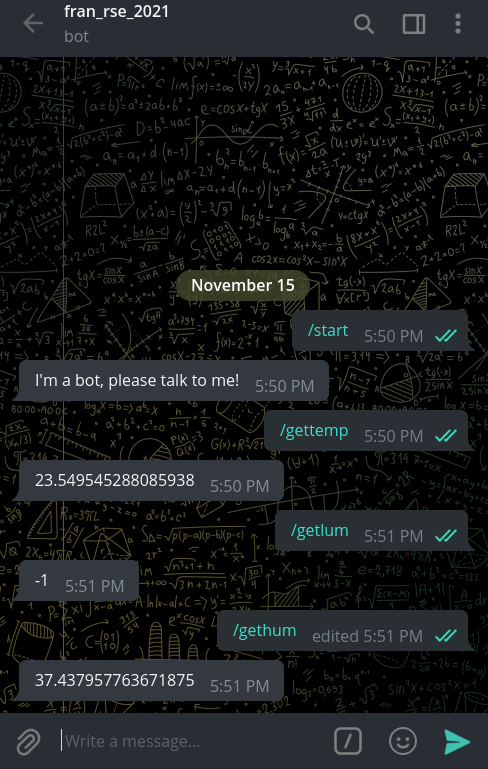 fran_rse_2021
bot
November 15
/start 5:50 PM
I'm a bot, please talk to me! 5:50 PM
/gettemp 5:50 PM
23.549545288085938 5:50 PM
/getlum 5:51 PM
-1 5:51 PM
/gethum edited 5:51 PM
37.437957763671875 5:51 PM
Write a message...